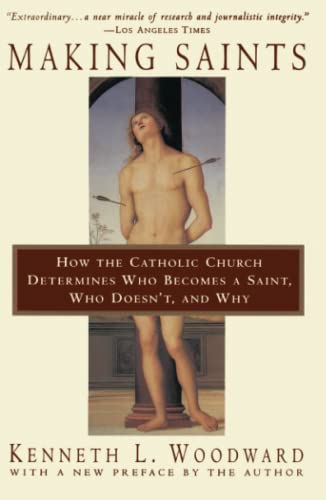 "Extraordinary...a near miracle of research and journalistic integrity."
—Los Angeles Times
MAKING SAINTS
How the Catholic Church
Determines Who Becomes a Saint,
Who Doesn't, and Why
Kenneth L. Woodward
WITH A NEW PREFACE BY THE AUTHOR